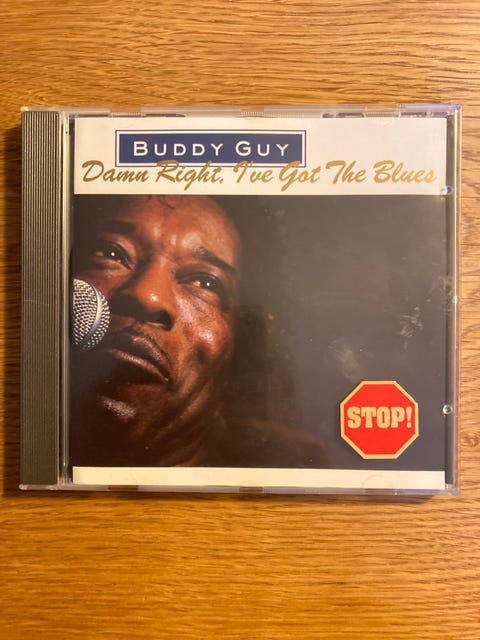 BUDDY GUY
Damn Right, I've Got The Blues
STOP!